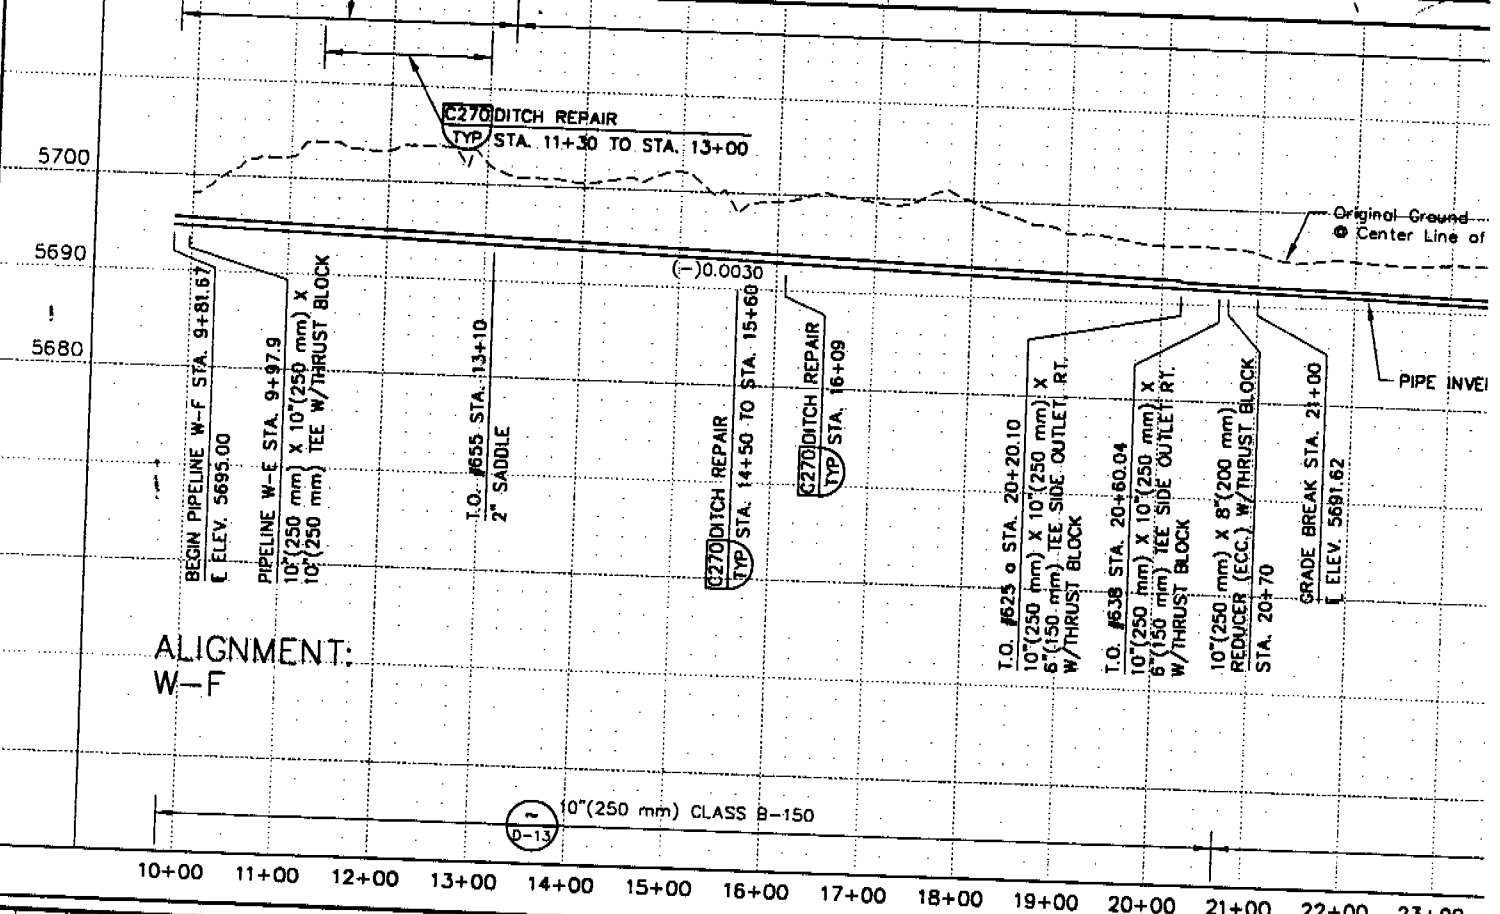 C270 DITCH REPAIR
TYP STA. 11+30 TO STA. 13+00
5700
5690
5680
Original Ground
@ Center Line of
(-)0.0030
PIPE INVE
BEGIN PIPELINE W-F STA. 9+81.67
ELEV. 5695.00
PIPELINE W-E STA. 9+97.9
10"(250 mm) X 10"(250 mm) X
10"(250 mm) TEE W/THRUST BLOCK
T.O. #655 STA. 13+10
2" SADDLE
C270 DITCH REPAIR
TYP STA. 14+50 TO STA. 15+60
C270 DITCH REPAIR
TYP STA. 16+09
T.O. #625 a STA. 20+20.10
10"(250 mm) X 10"(250 mm) X
6"(150 mm) TEE SIDE OUTLET, RT.
W/THRUST BLOCK
T.O. #638 STA. 20+60.04
10"(250 mm) X 10"(250 mm) X
6"(150 mm) TEE SIDE OUTLET RT.
W/THRUST BLOCK
10"(250 mm) X 8"(200 mm)
REDUCER (ECC.) W/THRUST BLOCK
STA. 20+70
GRADE BREAK STA. 21+00
ELEV. 5691.62
ALIGNMENT:
W-F
~
D-13
10"(250 mm) CLASS B-150
10+00 11+00 12+00 13+00 14+00 15+00 16+00 17+00 18+00 19+00 20+00 21+00 22+00 23+00